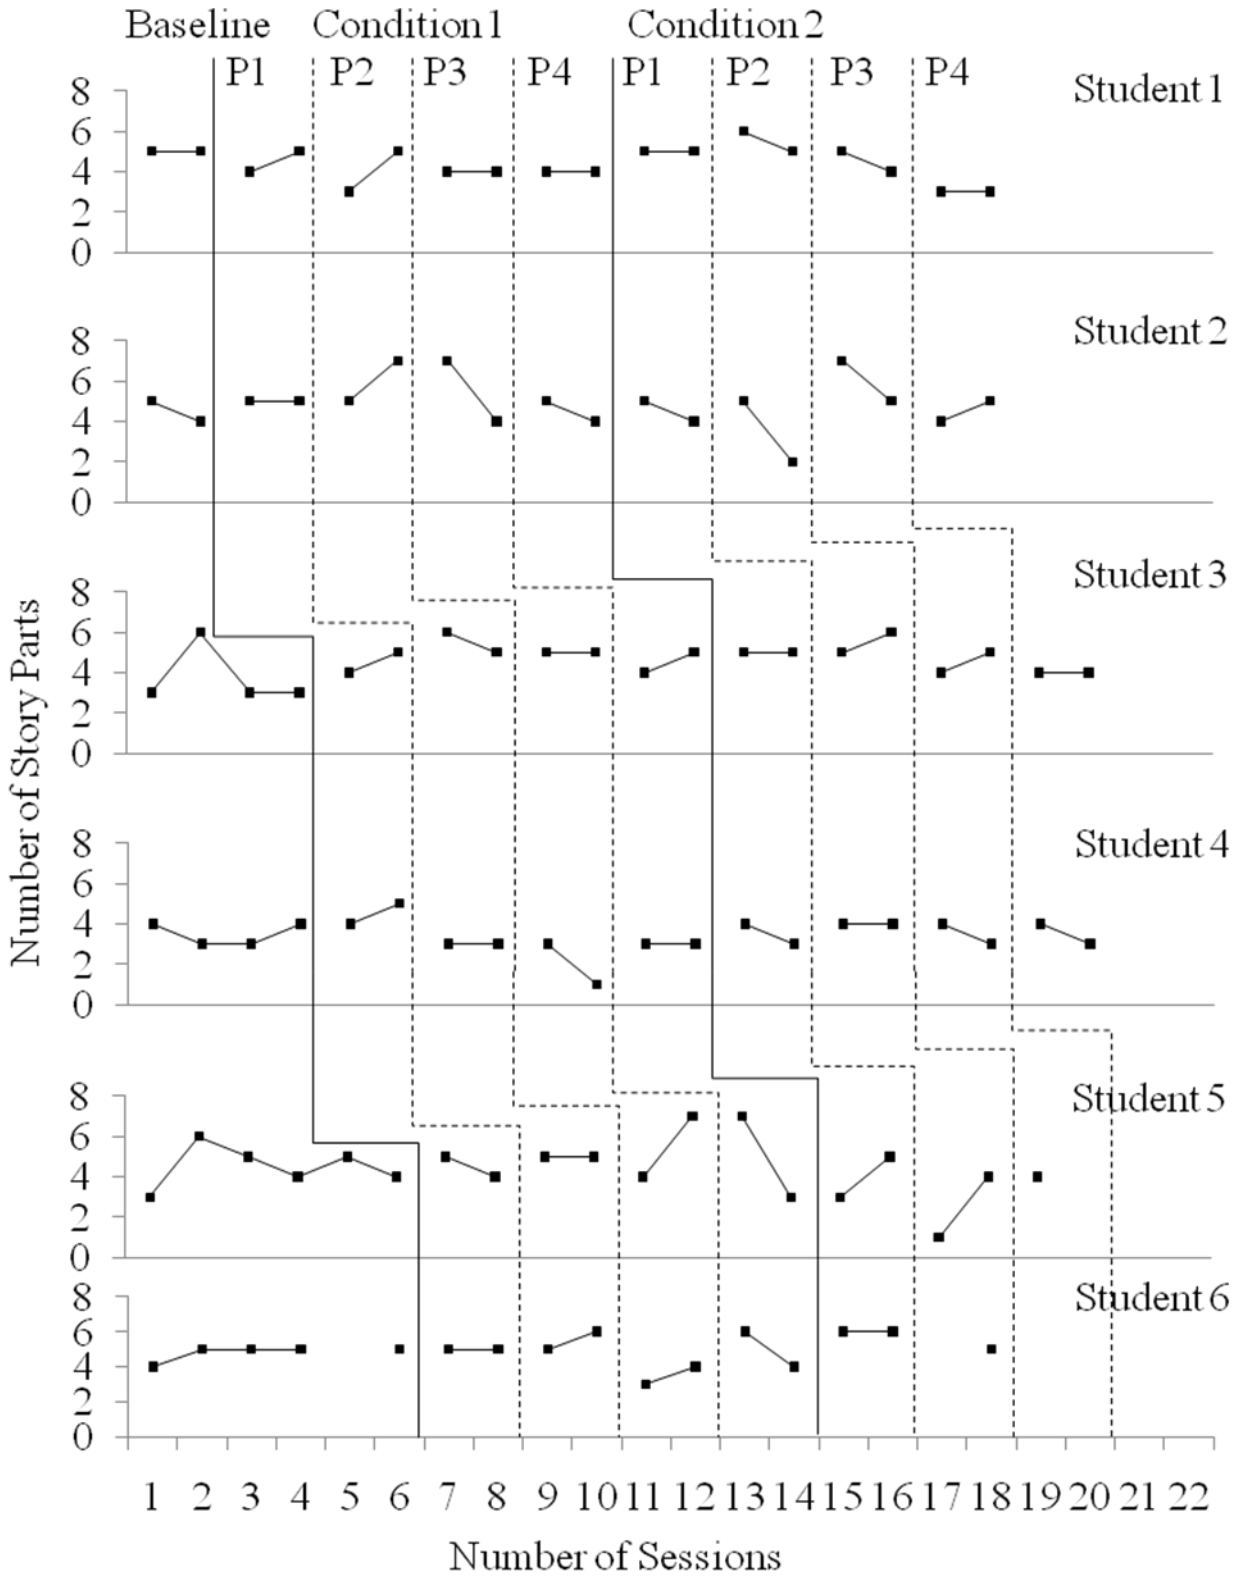 Baseline Condition 1 Condition 2
P1 P2 P3 P4 P1 P2 P3 P4
Student 1
8
6
4
2
0
Student 2
8
6
4
2
0
Student 3
8
6
4
2
0
Student 4
8
6
4
2
0
Student 5
8
6
4
2
0
Student 6
8
6
4
2
0
Number of Story Parts
1 2 3 4 5 6 7 8 9 10 11 12 13 14 15 16 17 18 19 20 21 22
Number of Sessions